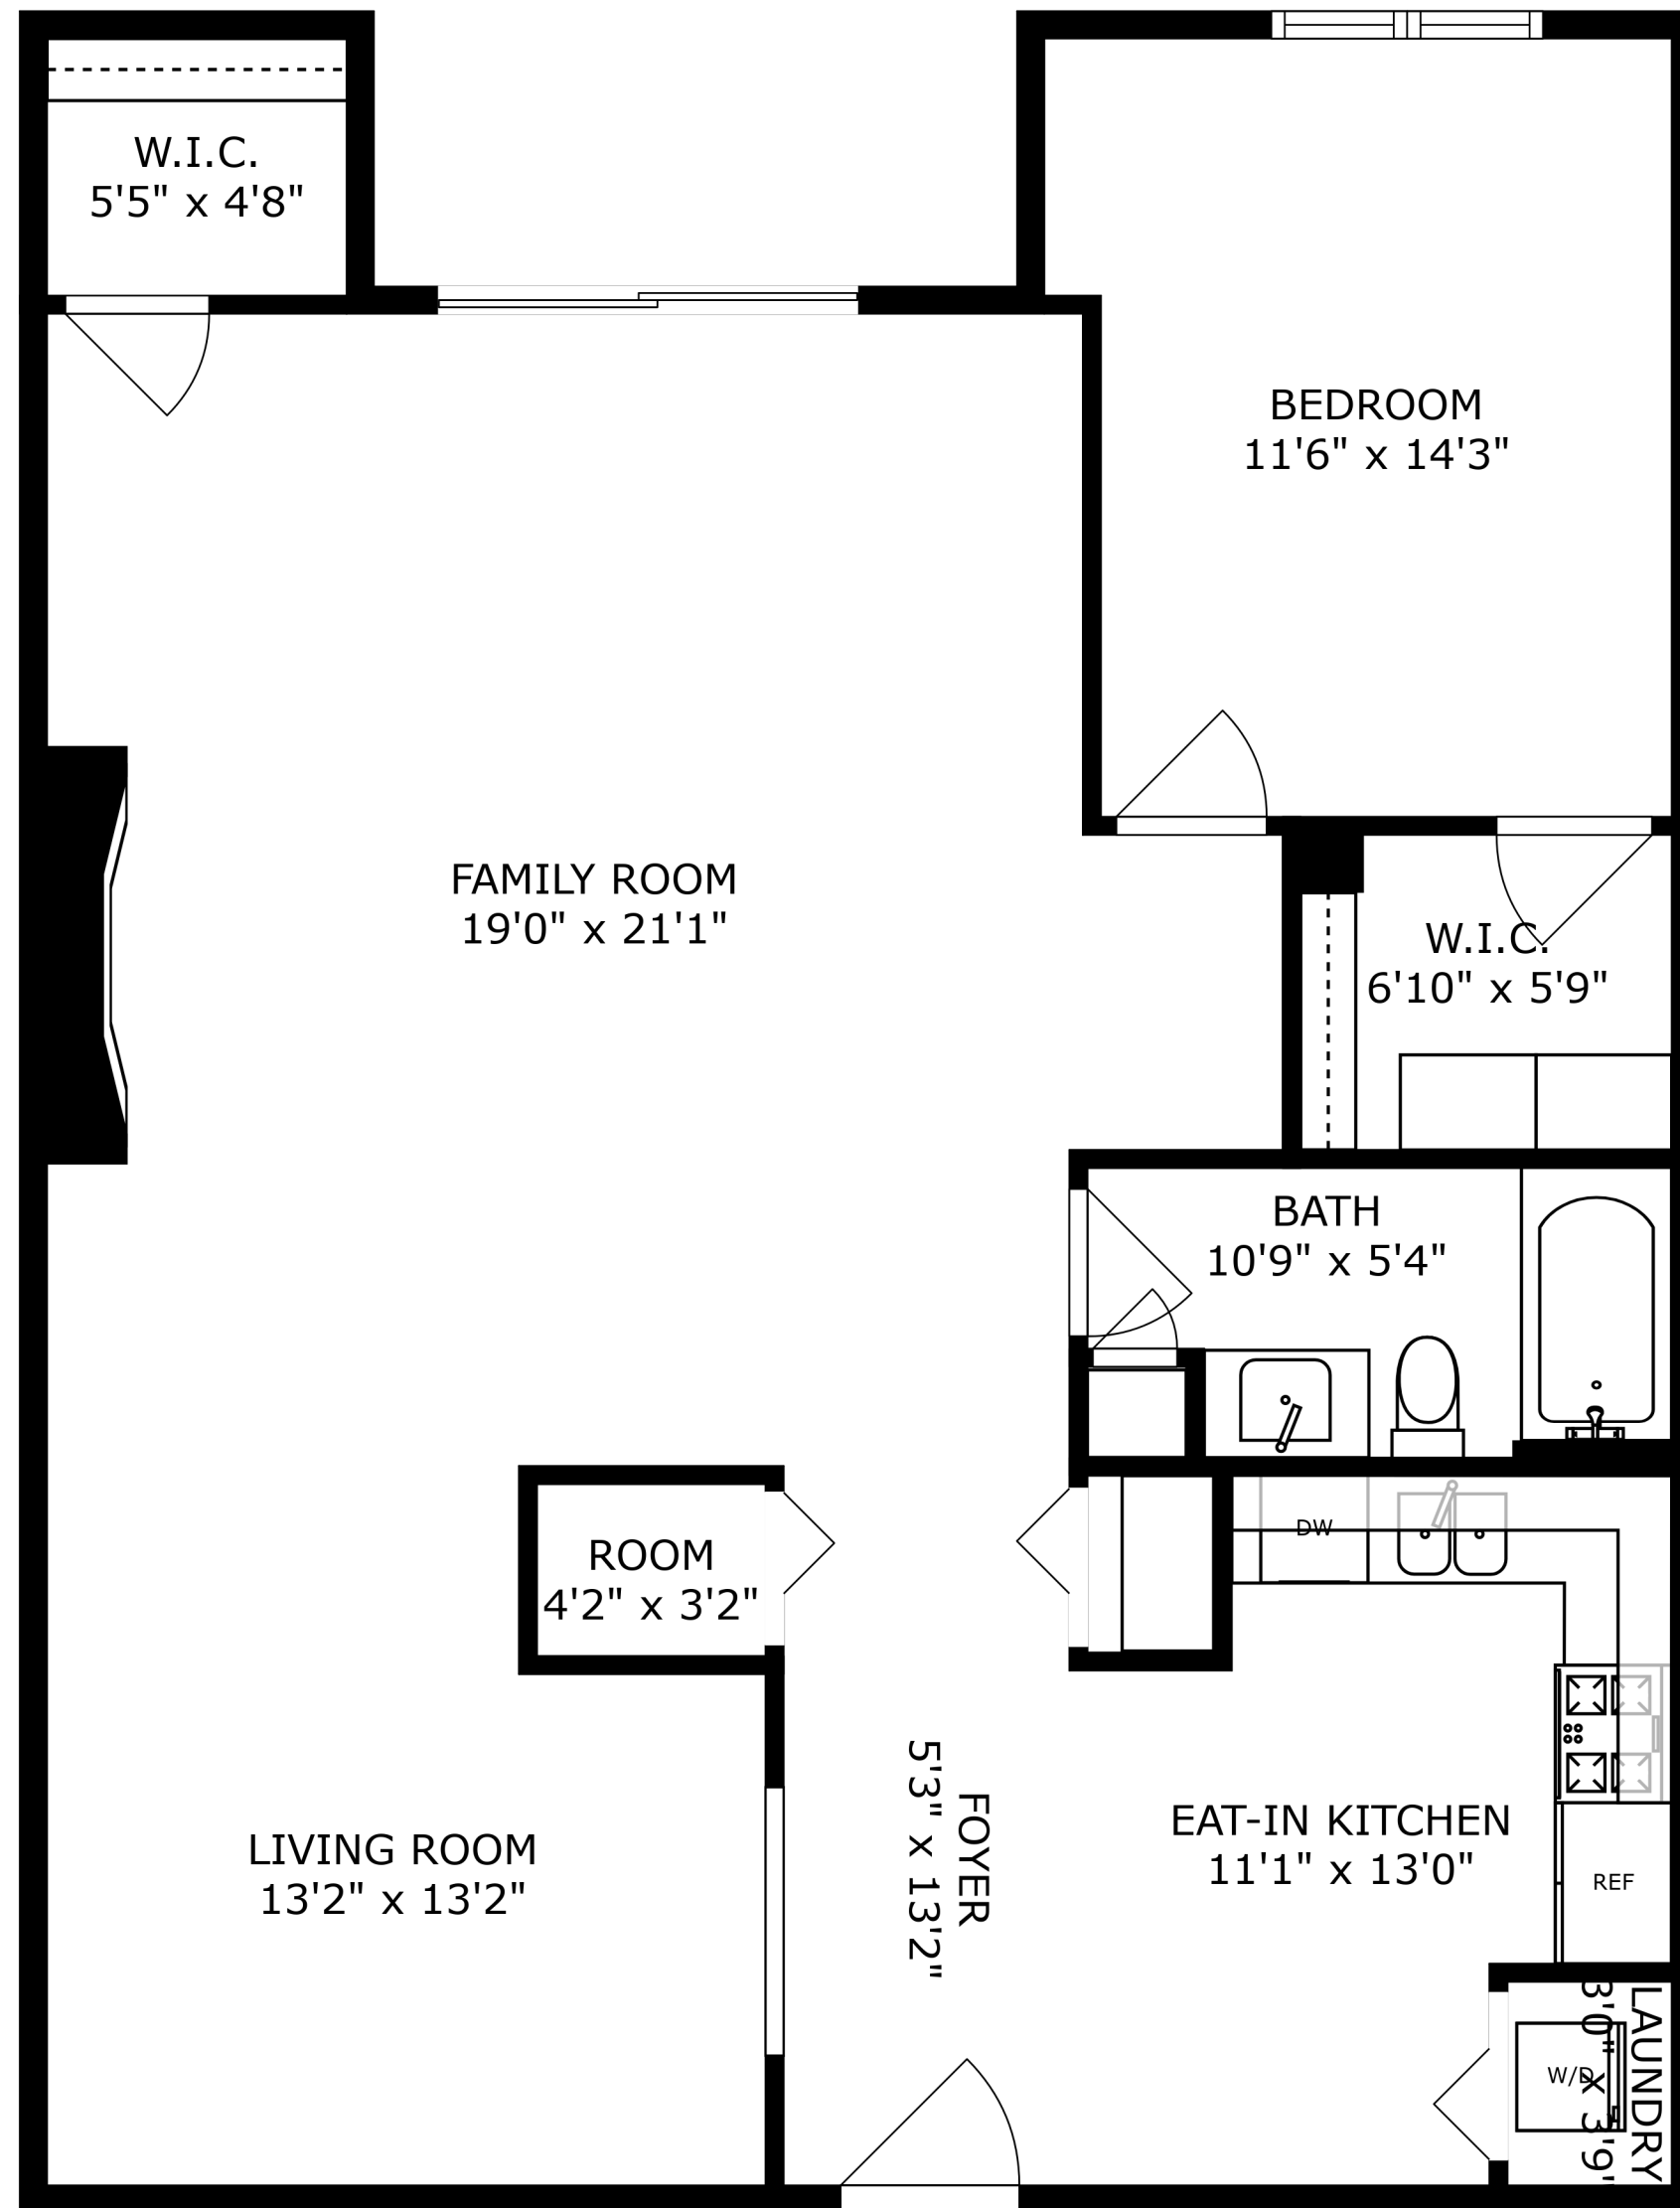 W.I.C.
5'5" x 4'8"
BEDROOM
11'6" x 14'3"
FAMILY ROOM
19'0" x 21'1"
W.I.C.
6'10" x 5'9"
BATH
10'9" x 5'4"
DW
ROOM
4'2" x 3'2"
FOYER
5'3" x 13'2"
EAT-IN KITCHEN
11'1" x 13'0"
LIVING ROOM
13'2" x 13'2"
REF
LAUNDRY
3'0" x 3'9"
W/D